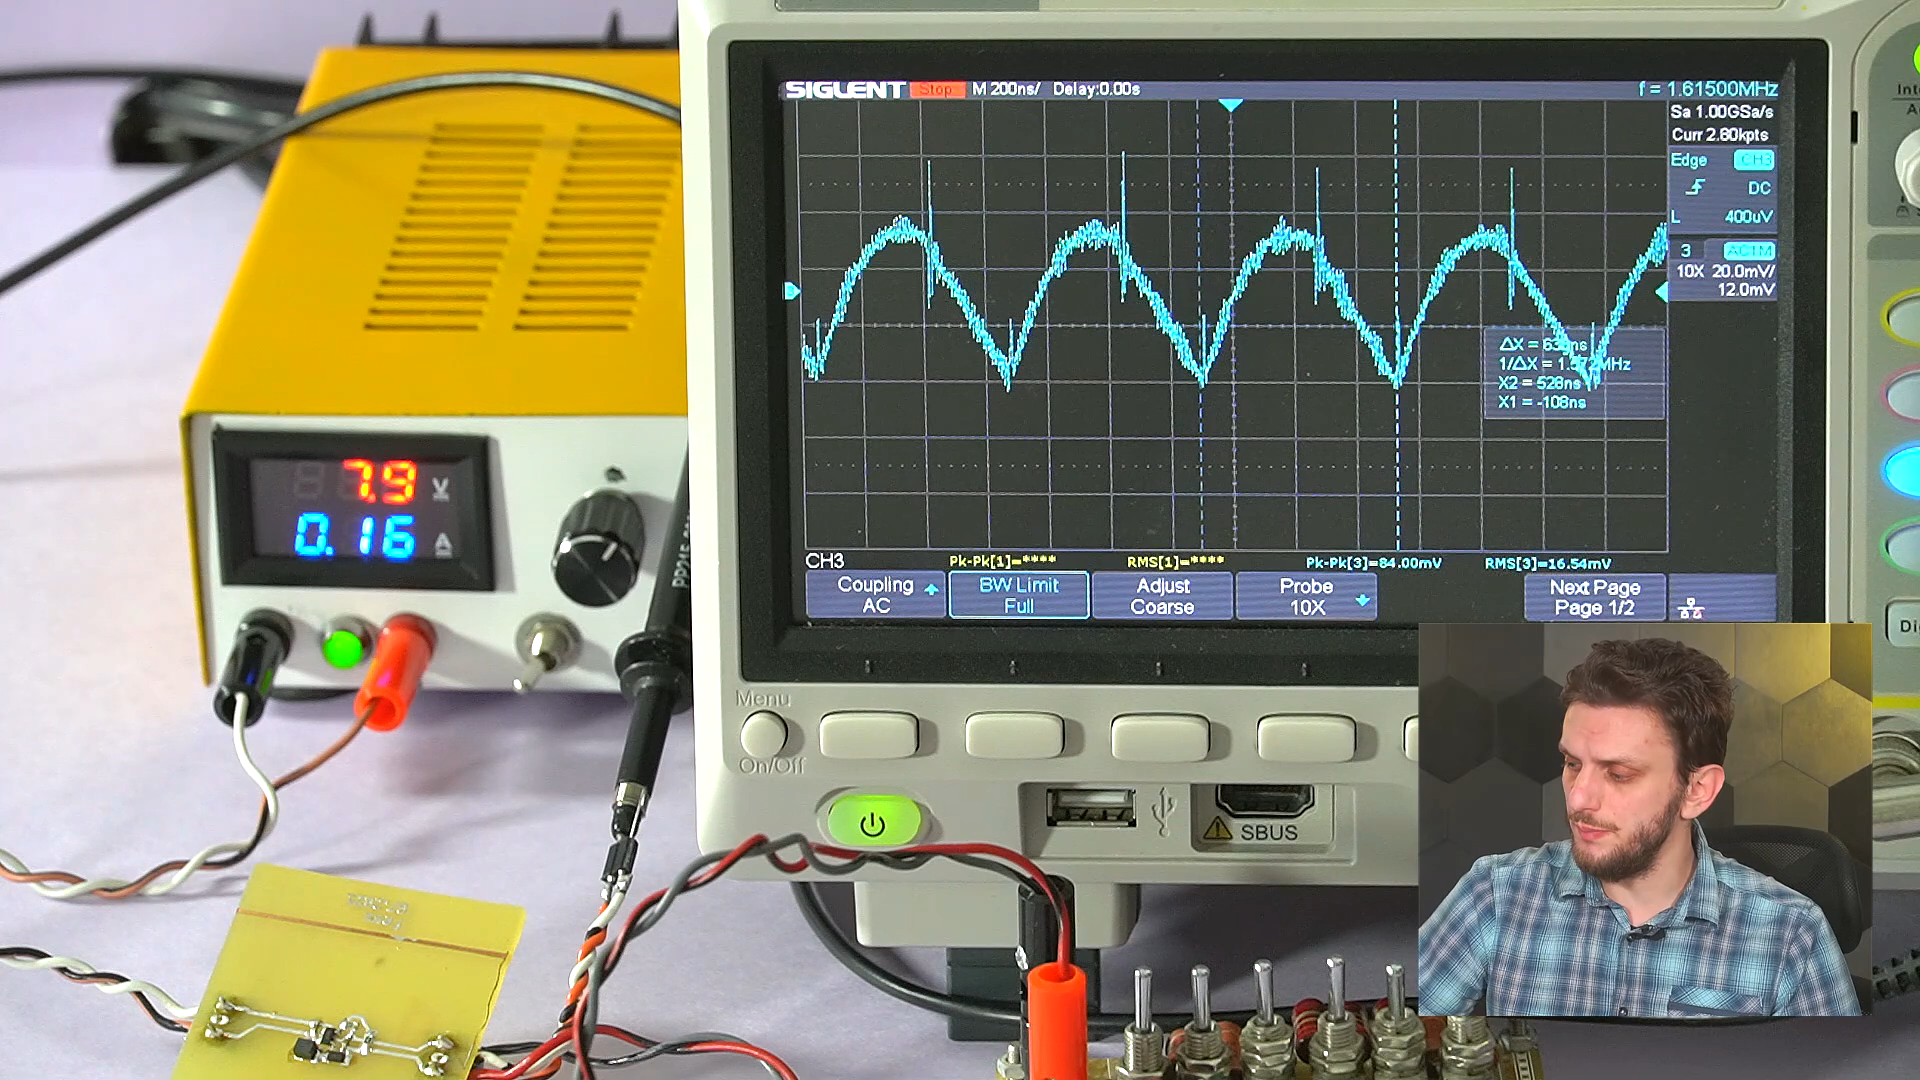 SIGLENT Stop M 200ns/ Delay:0.00s f = 1.61500MHz
Sa 1.00GSa/s
Curr 2.80kpts
Edge CH3
DC
L 400uV
3 AC1M
10X 20.0mV/
12.0mV
1/ΔX =
X2 = 528ns
X1 = -108ns
CH3 Pk-Pk[1]=**** RMS[1]=**** Pk-Pk[3]=84.00mV RMS[3]=16.54mV
Coupling
AC
BW Limit
Full
Adjust
Coarse
Probe
10X
Next Page
Page 1/2
7.9 V
0.16 A
Menu
On/Off
SBUS